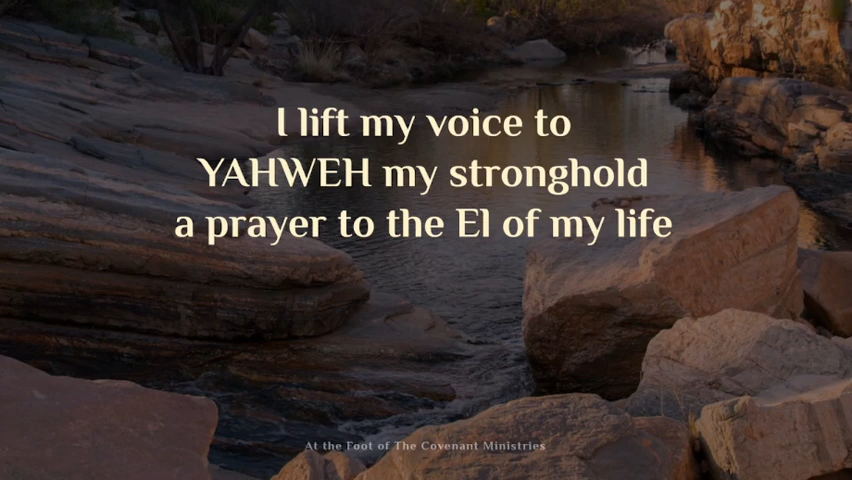 I lift my voice to
YAHWEH my stronghold
a prayer to the El of my life
At the Foot of The Covenant Ministries